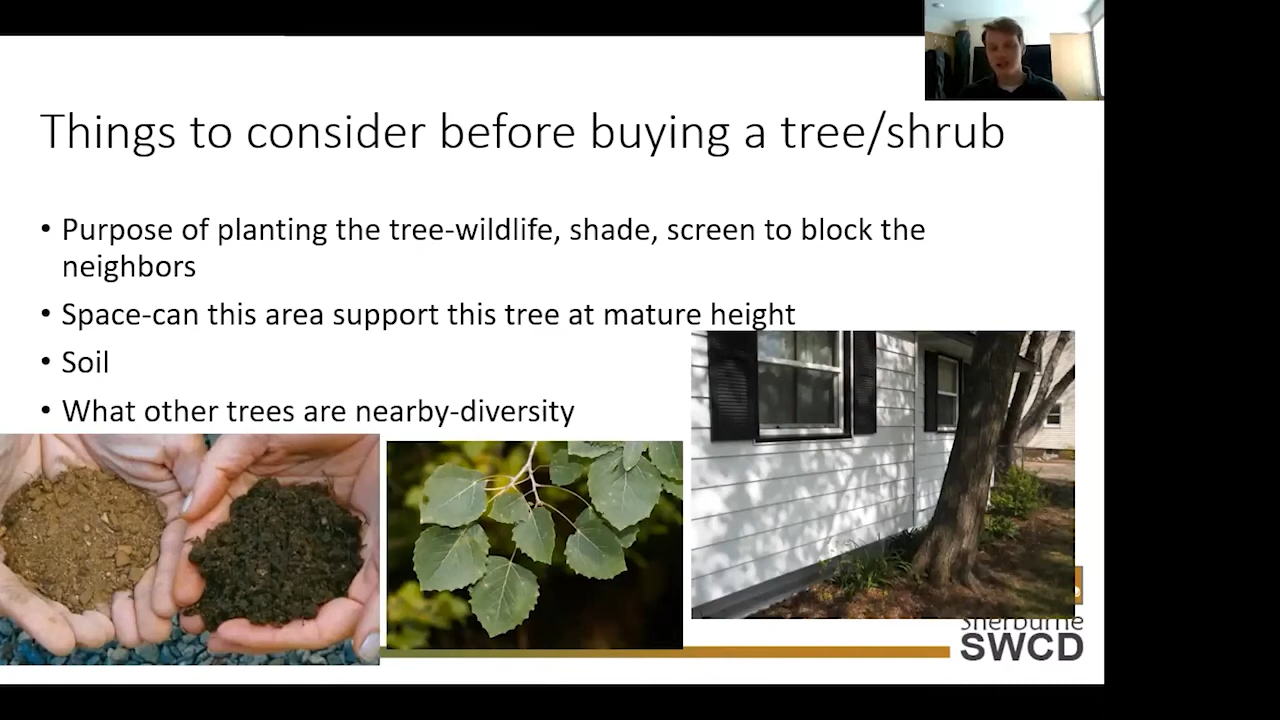 Things to consider before buying a tree/shrub
• Purpose of planting the tree-wildlife, shade, screen to block the
neighbors
• Space-can this area support this tree at mature height
• Soil
• What other trees are nearby-diversity
Sherburne
SWCD